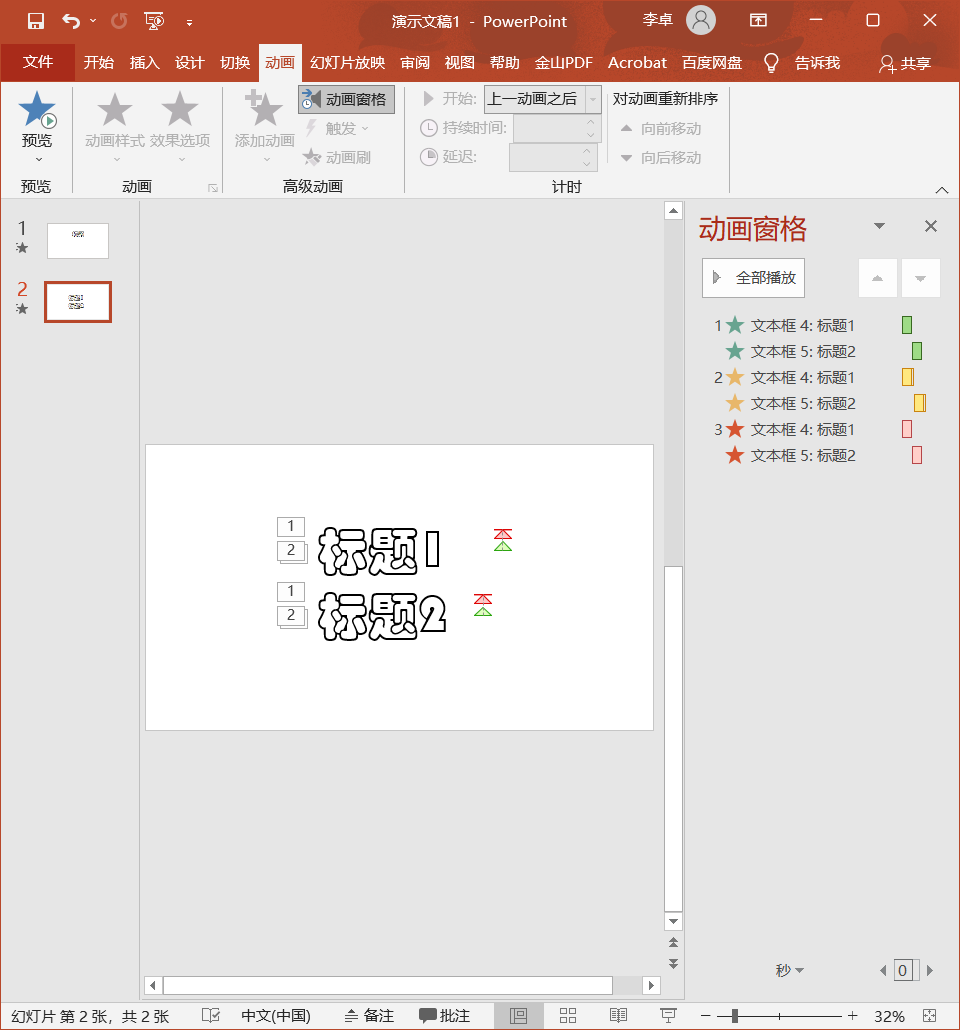 演示文稿1 - PowerPoint
李卓
文件 开始 插入 设计 切换 动画 幻灯片放映 审阅 视图 帮助 金山PDF Acrobat 百度网盘 告诉我 共享
预览
动画样式 效果选项
添加动画
动画窗格
触发
动画刷
开始: 上一动画之后
持续时间:
延迟:
对动画重新排序
向前移动
向后移动
预览 动画 高级动画 计时
1
2
动画窗格
全部播放
1 文本框 4: 标题1
文本框 5: 标题2
2 文本框 4: 标题1
文本框 5: 标题2
3 文本框 4: 标题1
文本框 5: 标题2
1
2
标题1
1
2
标题2
秒 0
幻灯片 第 2 张，共 2 张 中文(中国) 备注 批注 32%